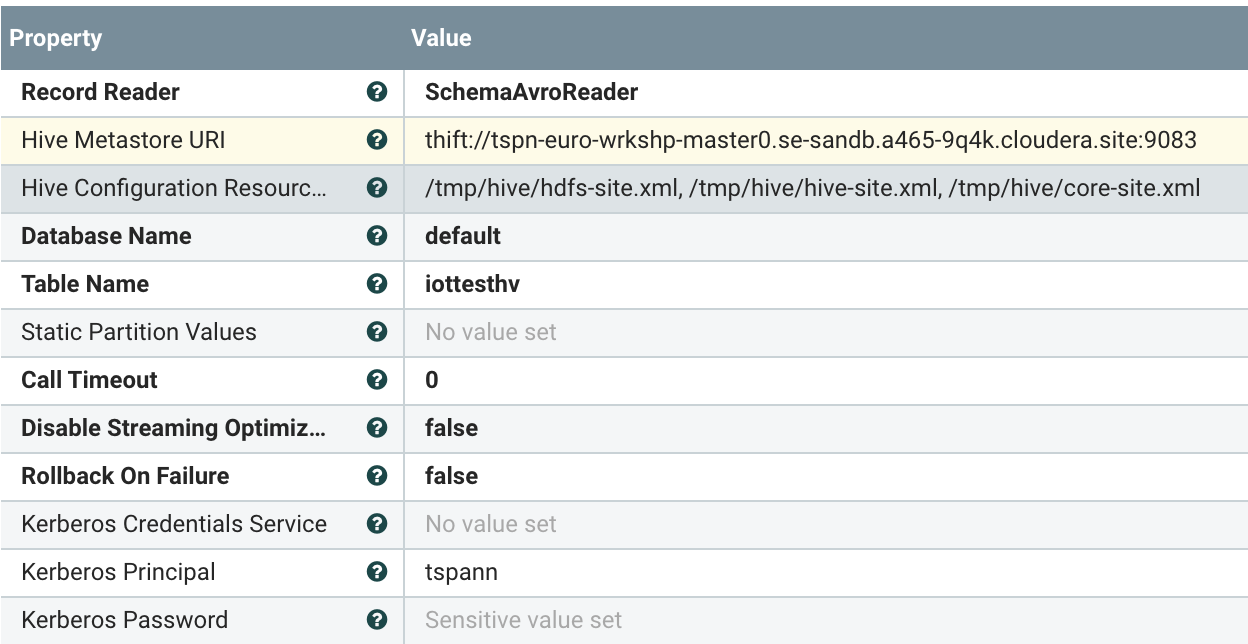 Property Value
Record Reader ? SchemaAvroReader
Hive Metastore URI ? thift://tspn-euro-wrkshp-master0.se-sandb.a465-9q4k.cloudera.site:9083
Hive Configuration Resourc... ? /tmp/hive/hdfs-site.xml, /tmp/hive/hive-site.xml, /tmp/hive/core-site.xml
Database Name ? default
Table Name ? iottesthv
Static Partition Values ? No value set
Call Timeout ? 0
Disable Streaming Optimiz... ? false
Rollback On Failure ? false
Kerberos Credentials Service ? No value set
Kerberos Principal ? tspann
Kerberos Password ? Sensitive value set